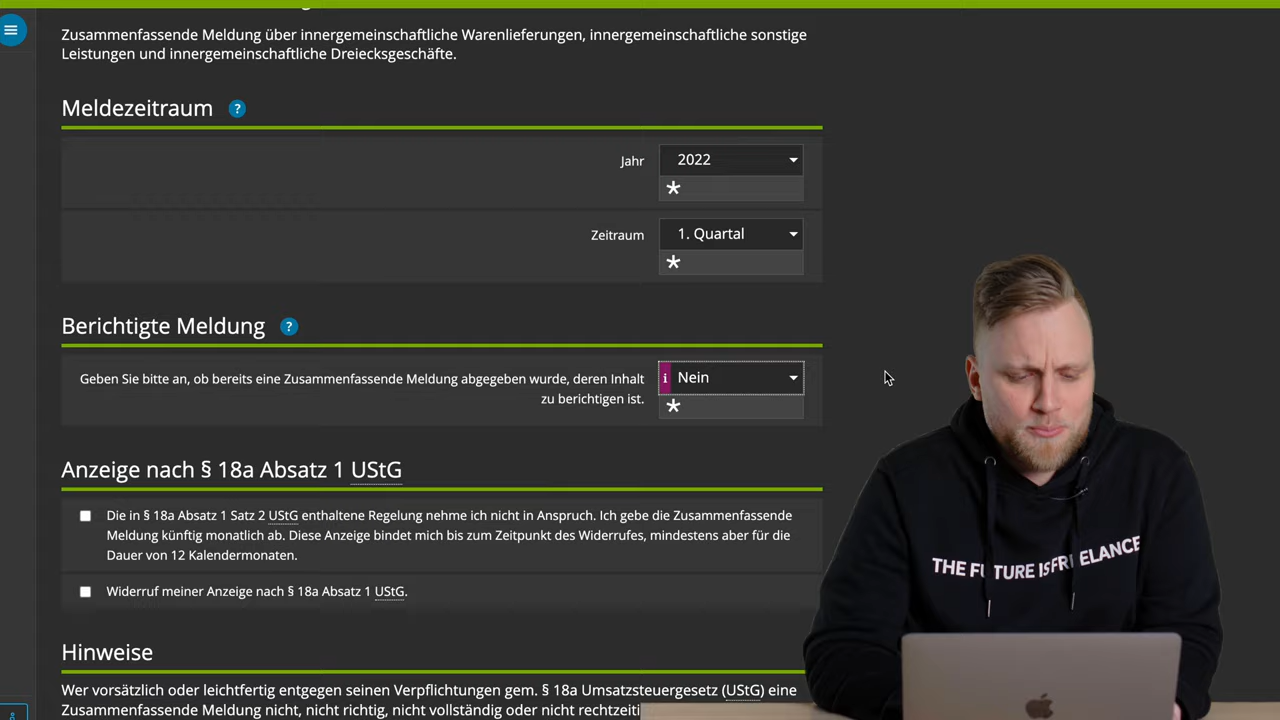 Zusammenfassende Meldung über innergemeinschaftliche Warenlieferungen, innergemeinschaftliche sonstige
Leistungen und innergemeinschaftliche Dreiecksgeschäfte.
Meldezeitraum ?
Jahr
2022
*
Zeitraum
1. Quartal
*
Berichtigte Meldung ?
Geben Sie bitte an, ob bereits eine Zusammenfassende Meldung abgegeben wurde, deren Inhalt
zu berichtigen ist.
i Nein
*
Anzeige nach § 18a Absatz 1 UStG
Die in § 18a Absatz 1 Satz 2 UStG enthaltene Regelung nehme ich nicht in Anspruch. Ich gebe die Zusammenfassende
Meldung künftig monatlich ab. Diese Anzeige bindet mich bis zum Zeitpunkt des Widerrufes, mindestens aber für die
Dauer von 12 Kalendermonaten.
Widerruf meiner Anzeige nach § 18a Absatz 1 UStG.
THE FUTURE IS FREELANCE
Hinweise
Wer vorsätzlich oder leichtfertig entgegen seinen Verpflichtungen gem. § 18a Umsatzsteuergesetz (UStG) eine
Zusammenfassende Meldung nicht, nicht richtig, nicht vollständig oder nicht